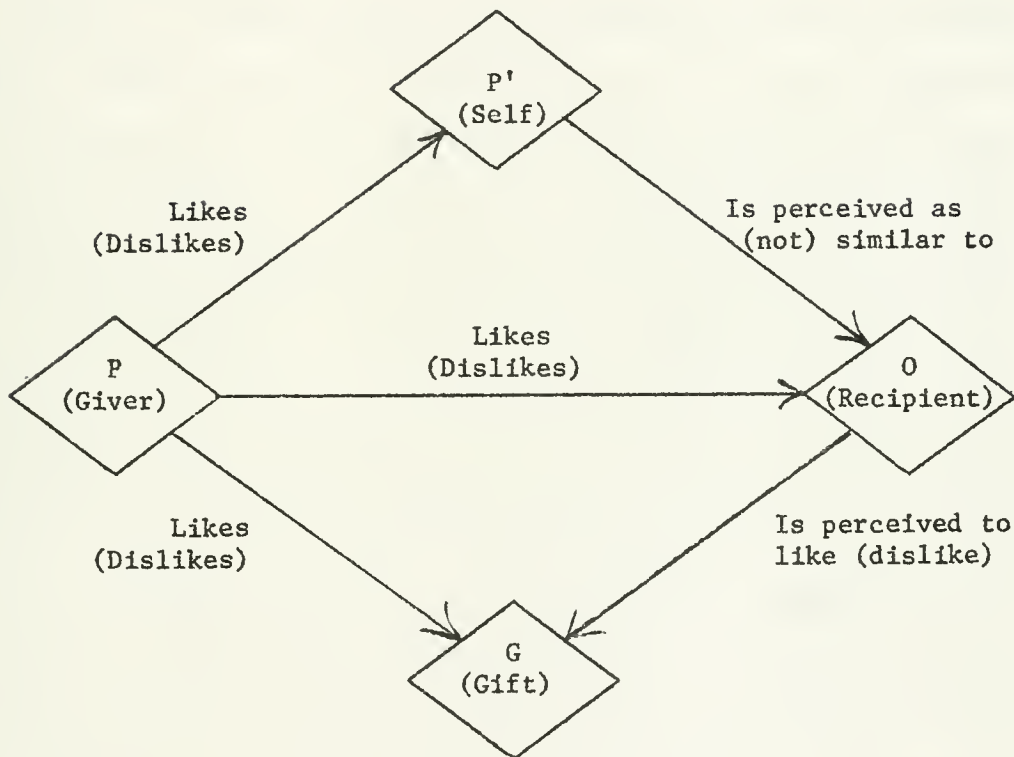 P'
(Self)
Likes
(Dislikes)
Is perceived as
(not) similar to
Likes
(Dislikes)
P
(Giver)
O
(Recipient)
Likes
(Dislikes)
Is perceived to
like (dislike)
G
(Gift)